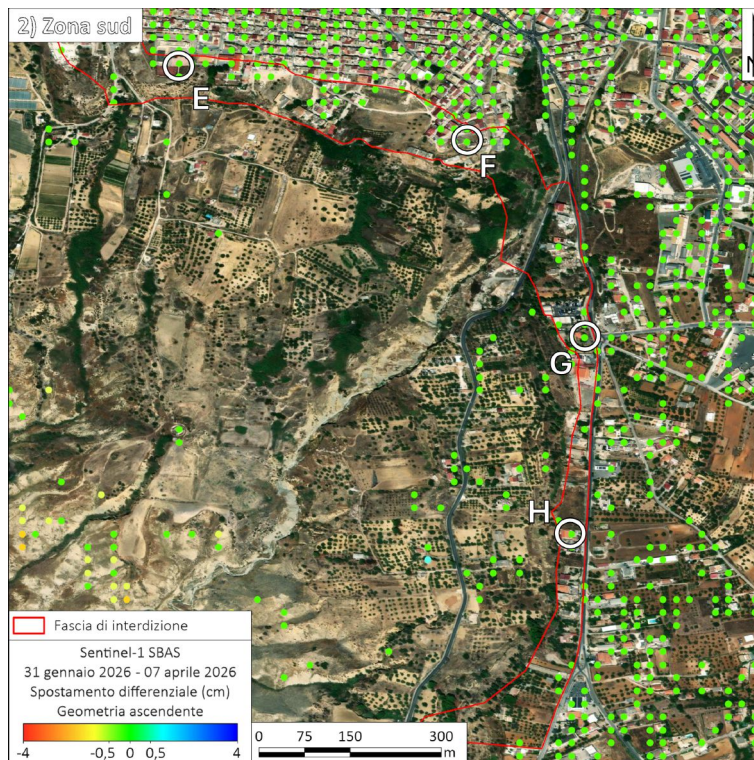 2) Zona sud
N
E
F
G
H
Fascia di interdizione
Sentinel-1 SBAS
31 gennaio 2026 - 07 aprile 2026
Spostamento differenziale (cm)
Geometria ascendente
-4 -0,5 0 0,5 4
0 75 150 300
m